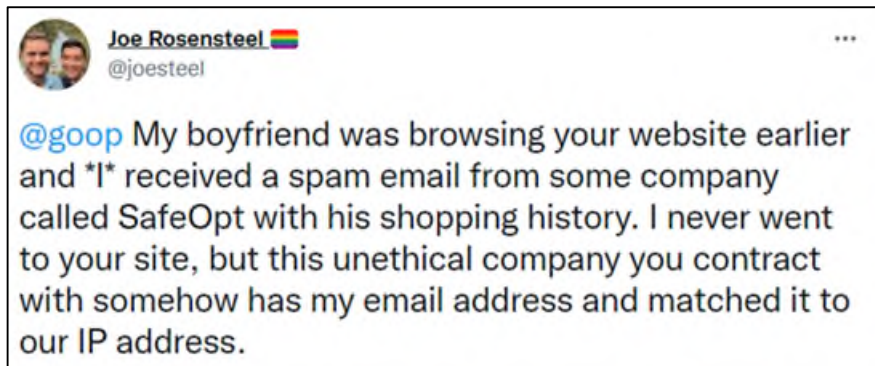 Joe Rosensteel 🏳️‍🌈
@joesteel
@goop My boyfriend was browsing your website earlier
and *I* received a spam email from some company
called SafeOpt with his shopping history. I never went
to your site, but this unethical company you contract
with somehow has my email address and matched it to
our IP address.